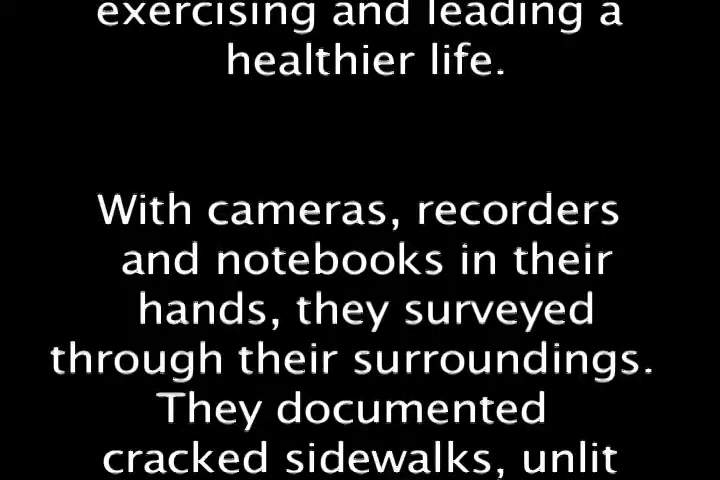 exercising and leading a
healthier life.
With cameras, recorders
and notebooks in their
hands, they surveyed
through their surroundings.
They documented
cracked sidewalks, unlit